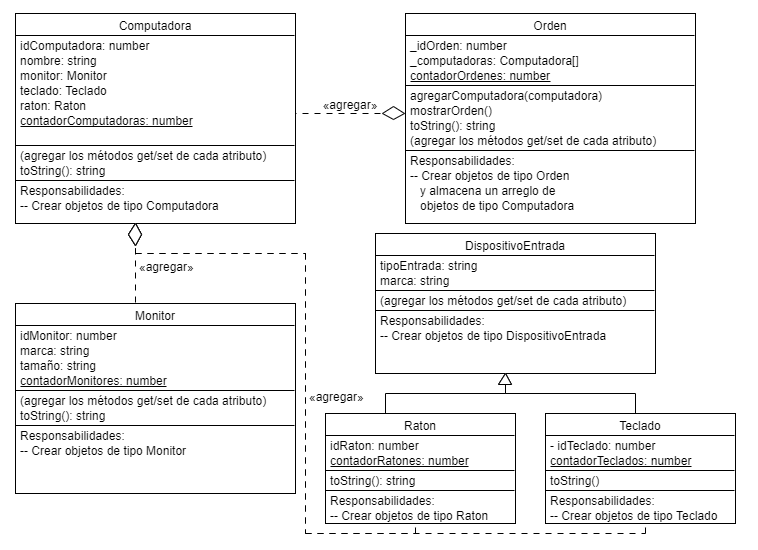 Computadora
idComputadora: number
nombre: string
monitor: Monitor
teclado: Teclado
raton: Raton
contadorComputadoras: number
(agregar los métodos get/set de cada atributo)
toString(): string
Responsabilidades:
-- Crear objetos de tipo Computadora
«agregar»
Orden
_idOrden: number
_computadoras: Computadora[]
contadorOrdenes: number
agregarComputadora(computadora)
mostrarOrden()
toString(): string
(agregar los métodos get/set de cada atributo)
Responsabilidades:
-- Crear objetos de tipo Orden
y almacena un arreglo de
objetos de tipo Computadora
«agregar»
DispositivoEntrada
tipoEntrada: string
marca: string
(agregar los métodos get/set de cada atributo)
Responsabilidades:
-- Crear objetos de tipo DispositivoEntrada
Monitor
idMonitor: number
marca: string
tamaño: string
contadorMonitores: number
(agregar los métodos get/set de cada atributo)
toString(): string
Responsabilidades:
-- Crear objetos de tipo Monitor
«agregar»
Raton
idRaton: number
contadorRatones: number
toString(): string
Responsabilidades:
-- Crear objetos de tipo Raton
Teclado
- idTeclado: number
contadorTeclados: number
toString()
Responsabilidades:
-- Crear objetos de tipo Teclado